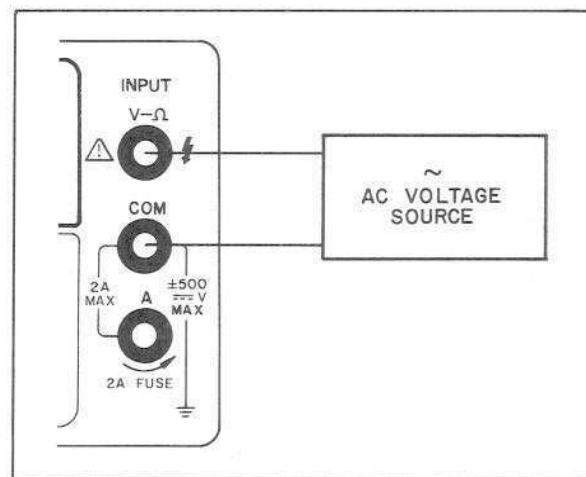 INPUT
V-Ω
COM
2A
MAX
A
±500
V
MAX
2A FUSE
~
AC VOLTAGE
SOURCE